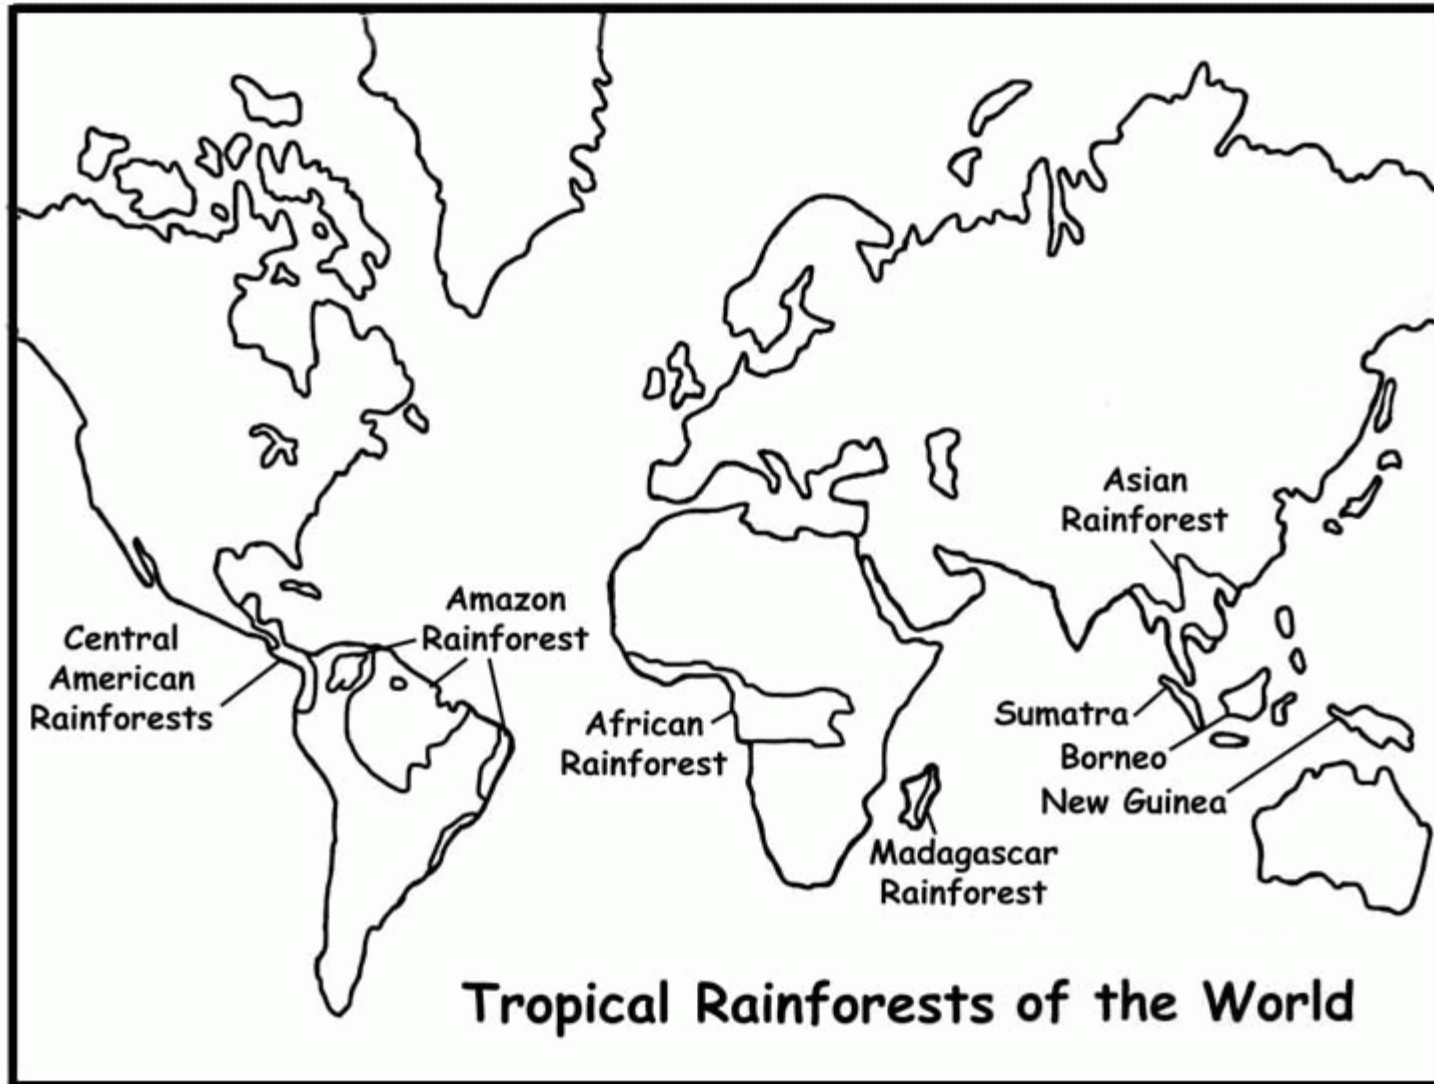 Asian
Rainforest
Amazon
Rainforest
Central
American
Rainforests
African
Rainforest
Sumatra
Borneo
New Guinea
Madagascar
Rainforest
Tropical Rainforests of the World